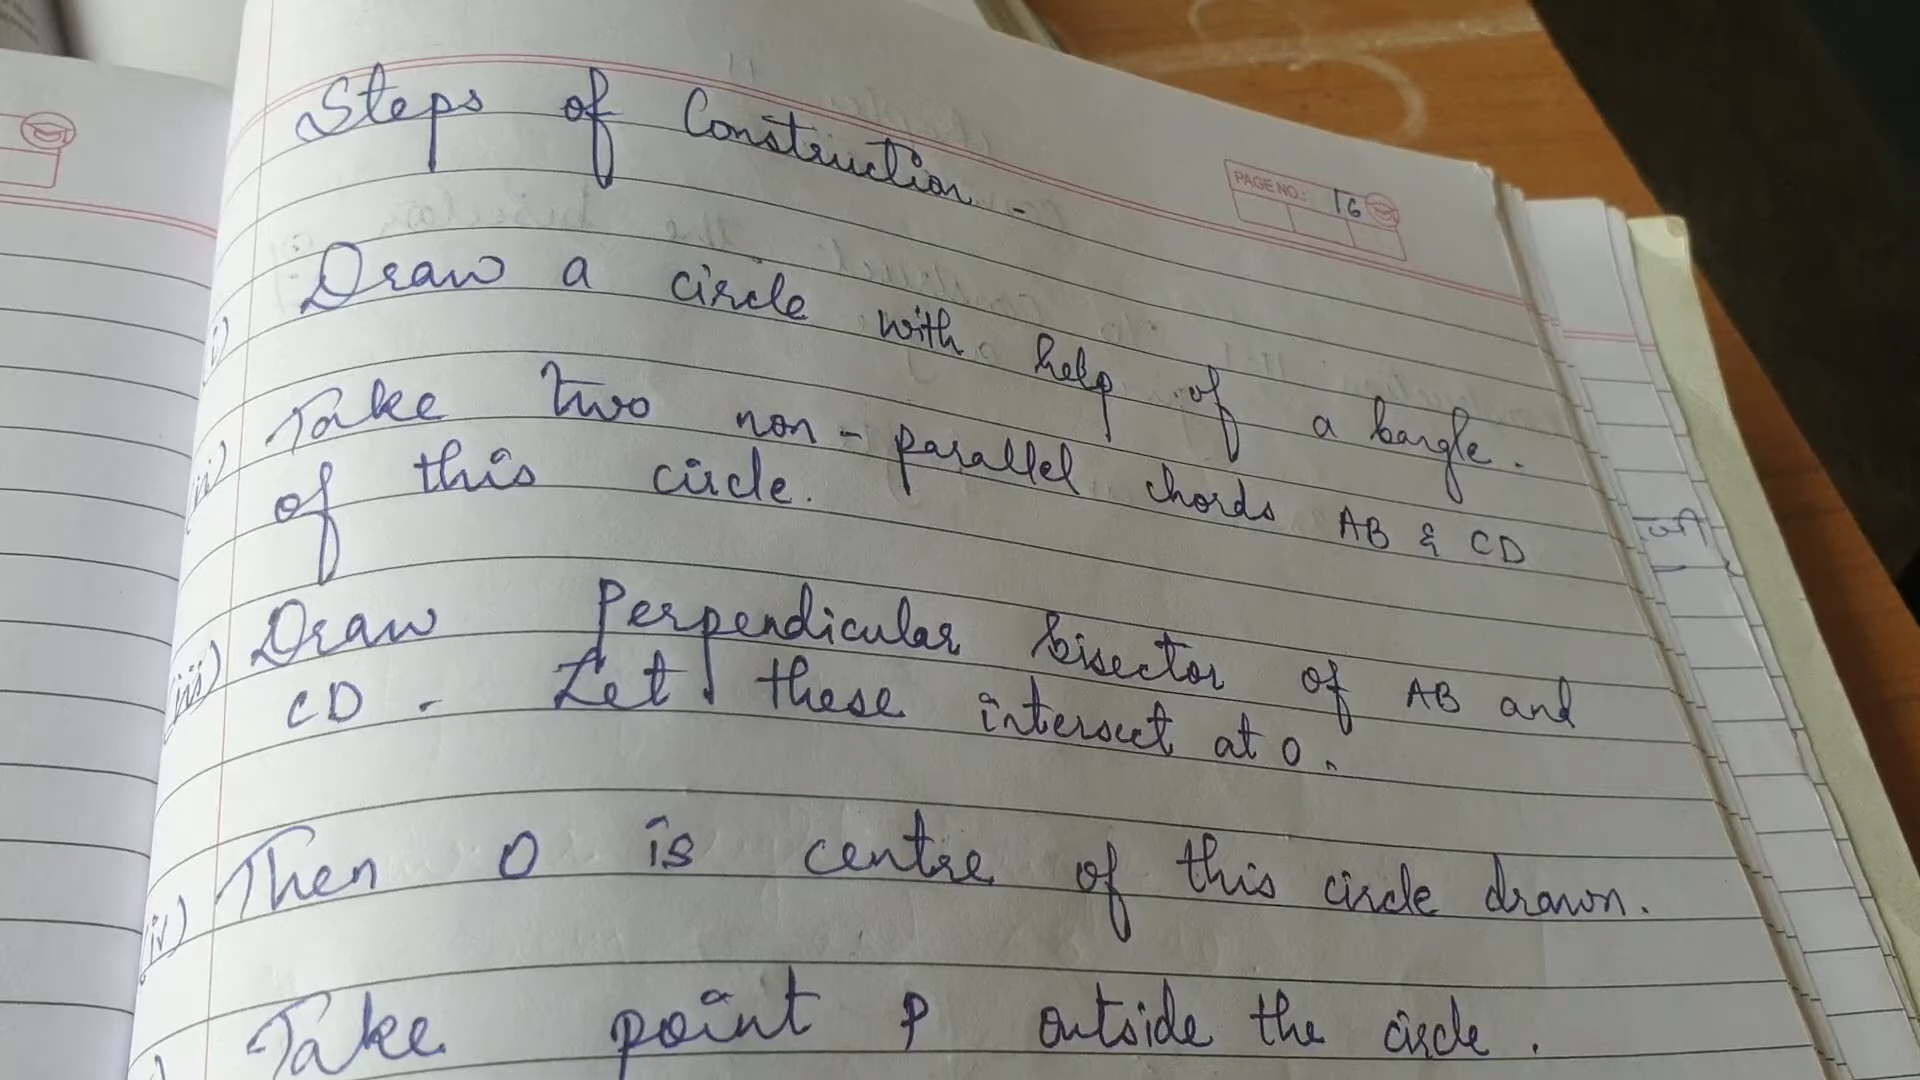 Steps of Construction -
PAGE NO.: 16
i) Draw a circle with help of a bangle.
(ii) Take two non-parallel chords AB & CD
of this circle.
(iii) Draw Perpendicular bisector of AB and
CD. Let these intersect at O.
(iv) Then O is centre of this circle drawn.
Take point P outside the circle.